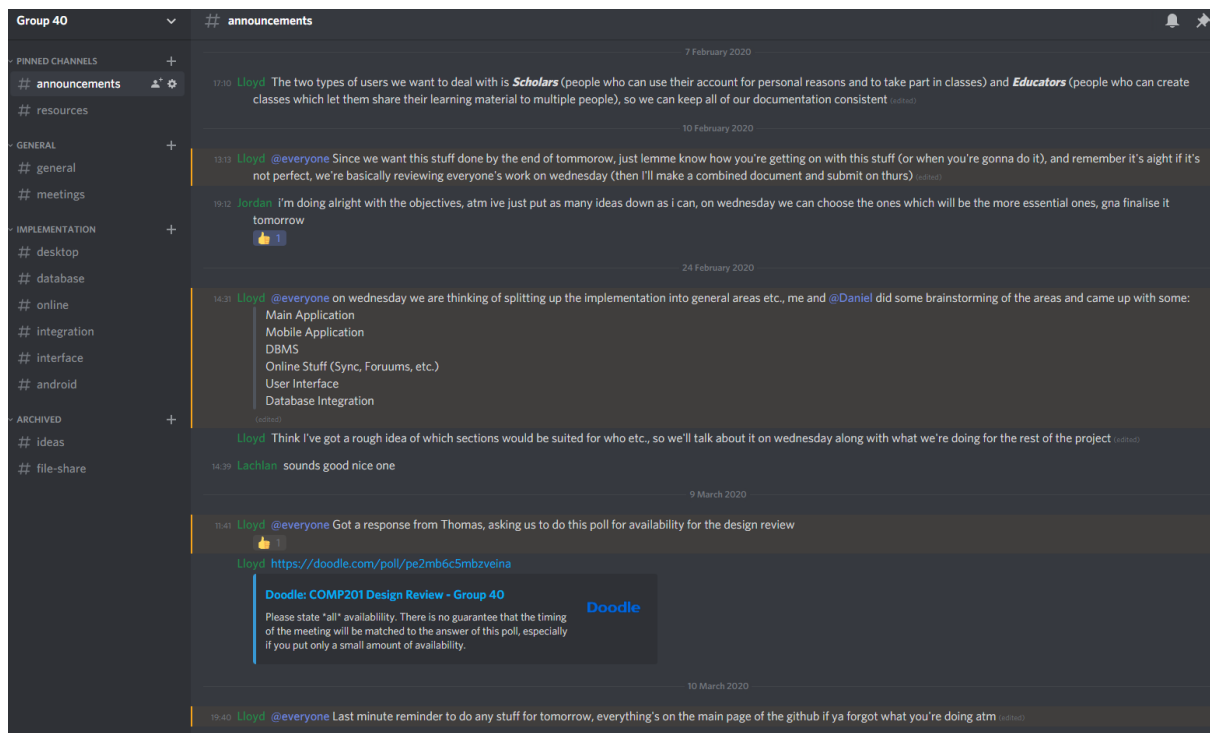 Group 40
# announcements
PINNED CHANNELS
# announcements
# resources
GENERAL
# general
# meetings
IMPLEMENTATION
# desktop
# database
# online
# integration
# interface
# android
ARCHIVED
# ideas
# file-share
7 February 2020
17:10 Lloyd The two types of users we want to deal with is Scholars (people who can use their account for personal reasons and to take part in classes) and Educators (people who can create
classes which let them share their learning material to multiple people), so we can keep all of our documentation consistent (edited)
10 February 2020
13:13 Lloyd @everyone Since we want this stuff done by the end of tommorow, just lemme know how you're getting on with this stuff (or when you're gonna do it), and remember it's aight if it's
not perfect, we're basically reviewing everyone's work on wednesday (then I'll make a combined document and submit on thurs) (edited)
19:12 Jordan i'm doing alright with the objectives, atm ive just put as many ideas down as i can, on wednesday we can choose the ones which will be the more essential ones, gna finalise it
tomorrow
👍 1
24 February 2020
14:31 Lloyd @everyone on wednesday we are thinking of splitting up the implementation into general areas etc., me and @Daniel did some brainstorming of the areas and came up with some:
Main Application
Mobile Application
DBMS
Online Stuff (Sync, Foruums, etc.)
User Interface
Database Integration
(edited)
Lloyd Think I've got a rough idea of which sections would be suited for who etc., so we'll talk about it on wednesday along with what we're doing for the rest of the project (edited)
14:39 Lachlan sounds good nice one
9 March 2020
11:41 Lloyd @everyone Got a response from Thomas, asking us to do this poll for availability for the design review
👍 1
Lloyd https://doodle.com/poll/pe2mb6c5mbzveina
Doodle: COMP201 Design Review - Group 40
Please state *all* availablility. There is no guarantee that the timing
of the meeting will be matched to the answer of this poll, especially
if you put only a small amount of availability.
Doodle
10 March 2020
19:40 Lloyd @everyone Last minute reminder to do any stuff for tomorrow, everything's on the main page of the github if ya forgot what you're doing atm (edited)